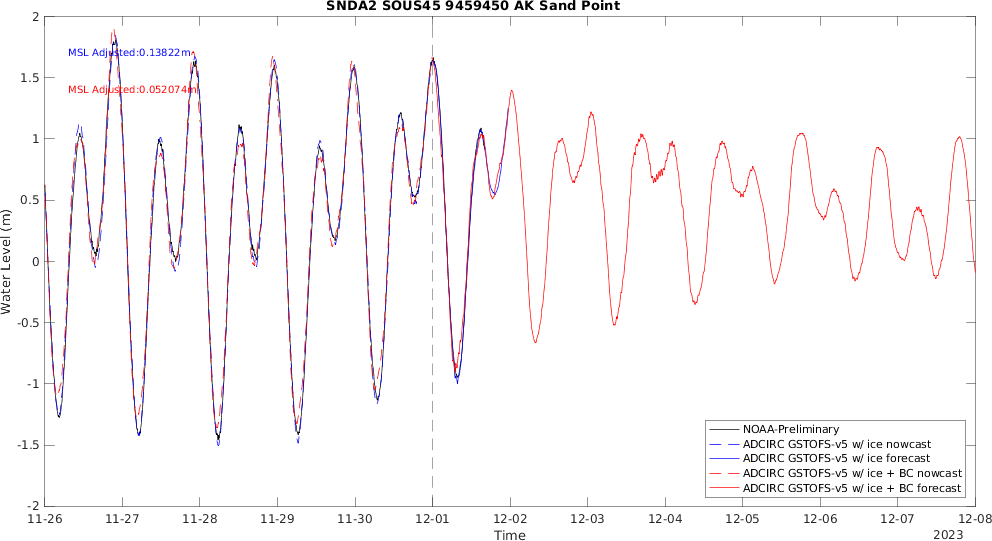 SNDA2 SOUS45 9459450 AK Sand Point
2
1.5
1
0.5
0
-0.5
-1
-1.5
-2
Water Level (m)
MSL Adjusted:0.13822m
MSL Adjusted:0.052074m
NOAA-Preliminary
ADCIRC GSTOFS-v5 w/ ice nowcast
ADCIRC GSTOFS-v5 w/ ice forecast
ADCIRC GSTOFS-v5 w/ ice + BC nowcast
ADCIRC GSTOFS-v5 w/ ice + BC forecast
11-26 11-27 11-28 11-29 11-30 12-01 12-02 12-03 12-04 12-05 12-06 12-07 12-08
Time
2023